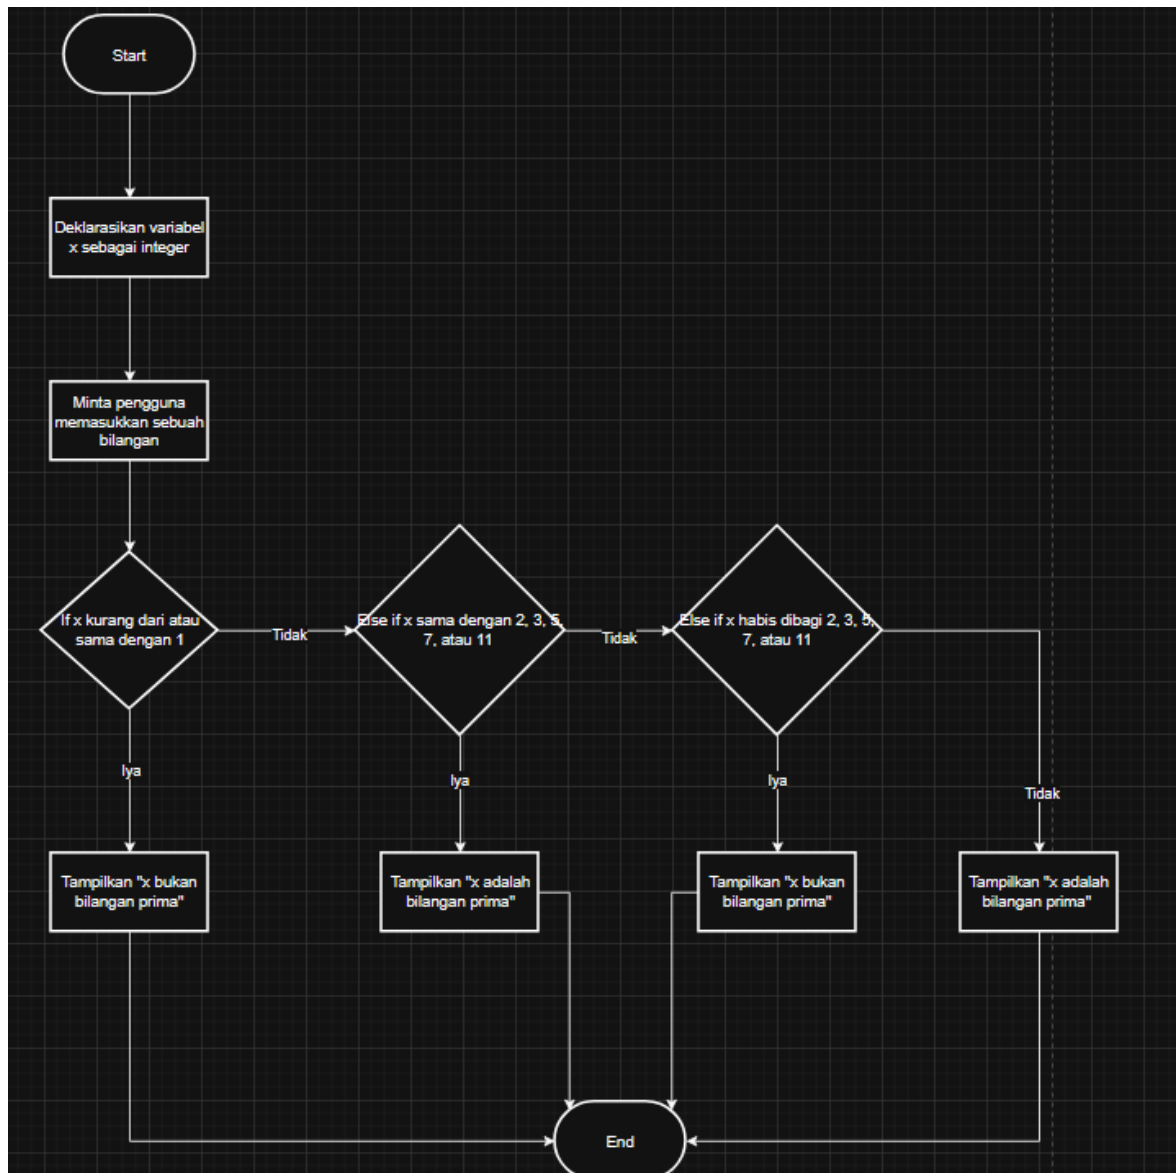 Start
Deklarasikan variabel
x sebagai integer
Minta pengguna
memasukkan sebuah
bilangan
If x kurang dari atau
sama dengan 1
Tidak
Else if x sama dengan 2, 3, 5,
7, atau 11
Tidak
Else if x habis dibagi 2, 3, 5,
7, atau 11
Iya
Iya
Iya
Tidak
Tampilkan "x bukan
bilangan prima"
Tampilkan "x adalah
bilangan prima"
Tampilkan "x bukan
bilangan prima"
Tampilkan "x adalah
bilangan prima"
End